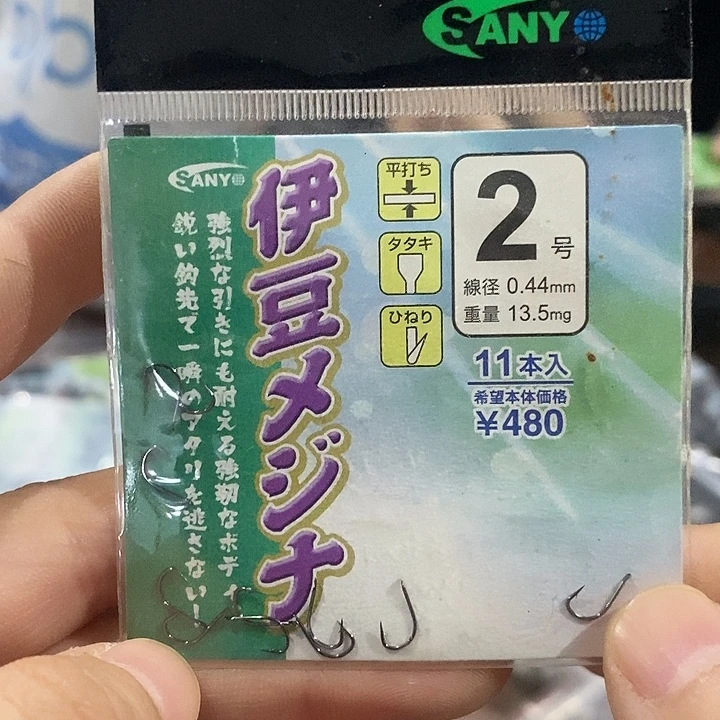 SANYO
SANYO
伊豆メジナ
強烈な引きにも耐える強靭なボディ
鋭い鈎先で一瞬のアタリを逃さない！
平打ち
タタキ
ひねり
2号
線径 0.44mm
重量 13.5mg
11本入
希望本体価格
¥480